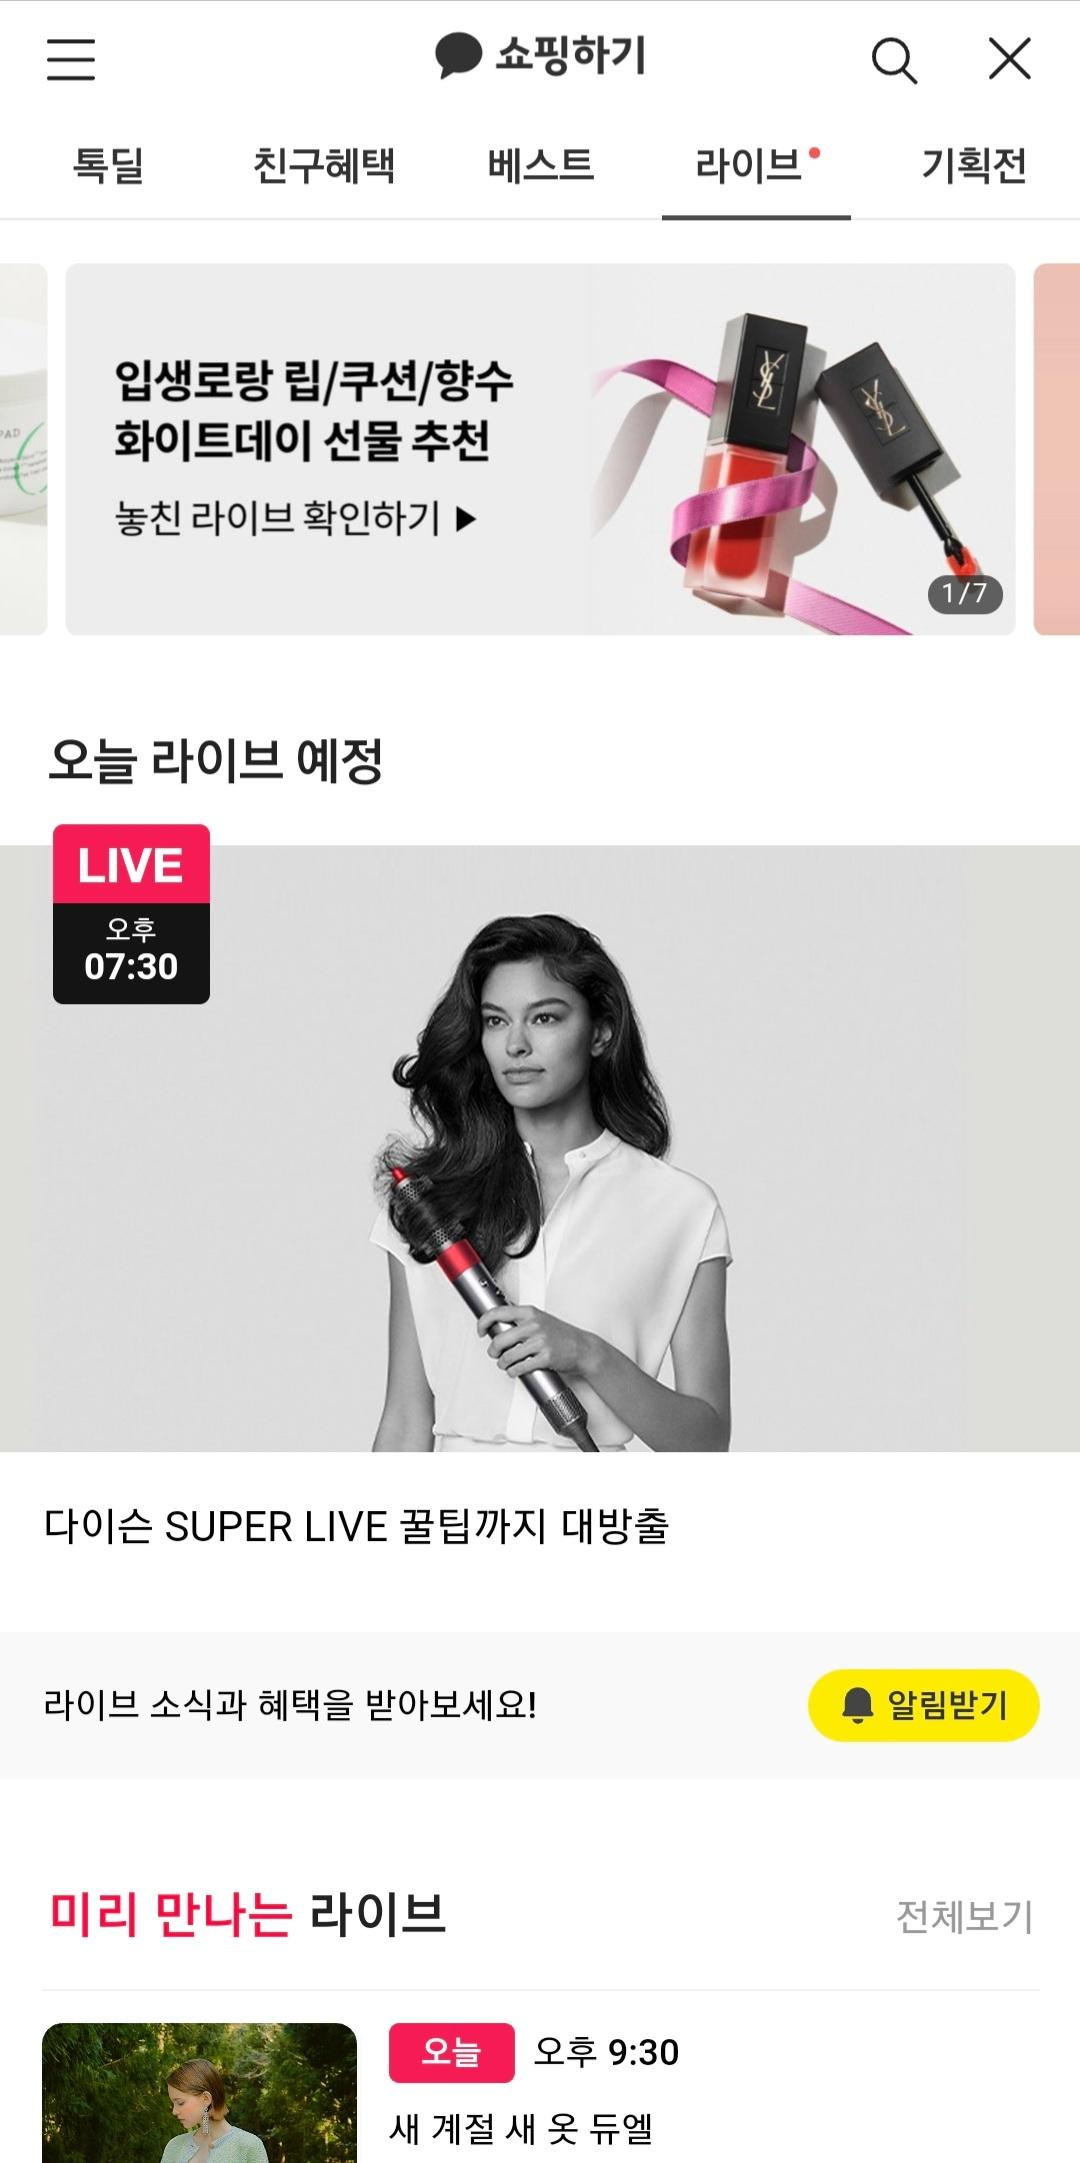 쇼핑하기
톡딜
친구혜택
베스트
라이브
기획전
PAD
입생로랑 립/쿠션/향수
화이트데이 선물 추천
놓친 라이브 확인하기 ▶
YSL
YSL
1/7
오늘 라이브 예정
LIVE
오후
07:30
다이슨 SUPER LIVE 꿀팁까지 대방출
라이브 소식과 혜택을 받아보세요!
알림받기
미리 만나는 라이브
전체보기
오늘 오후 9:30
새 계절 새 옷 듀엘